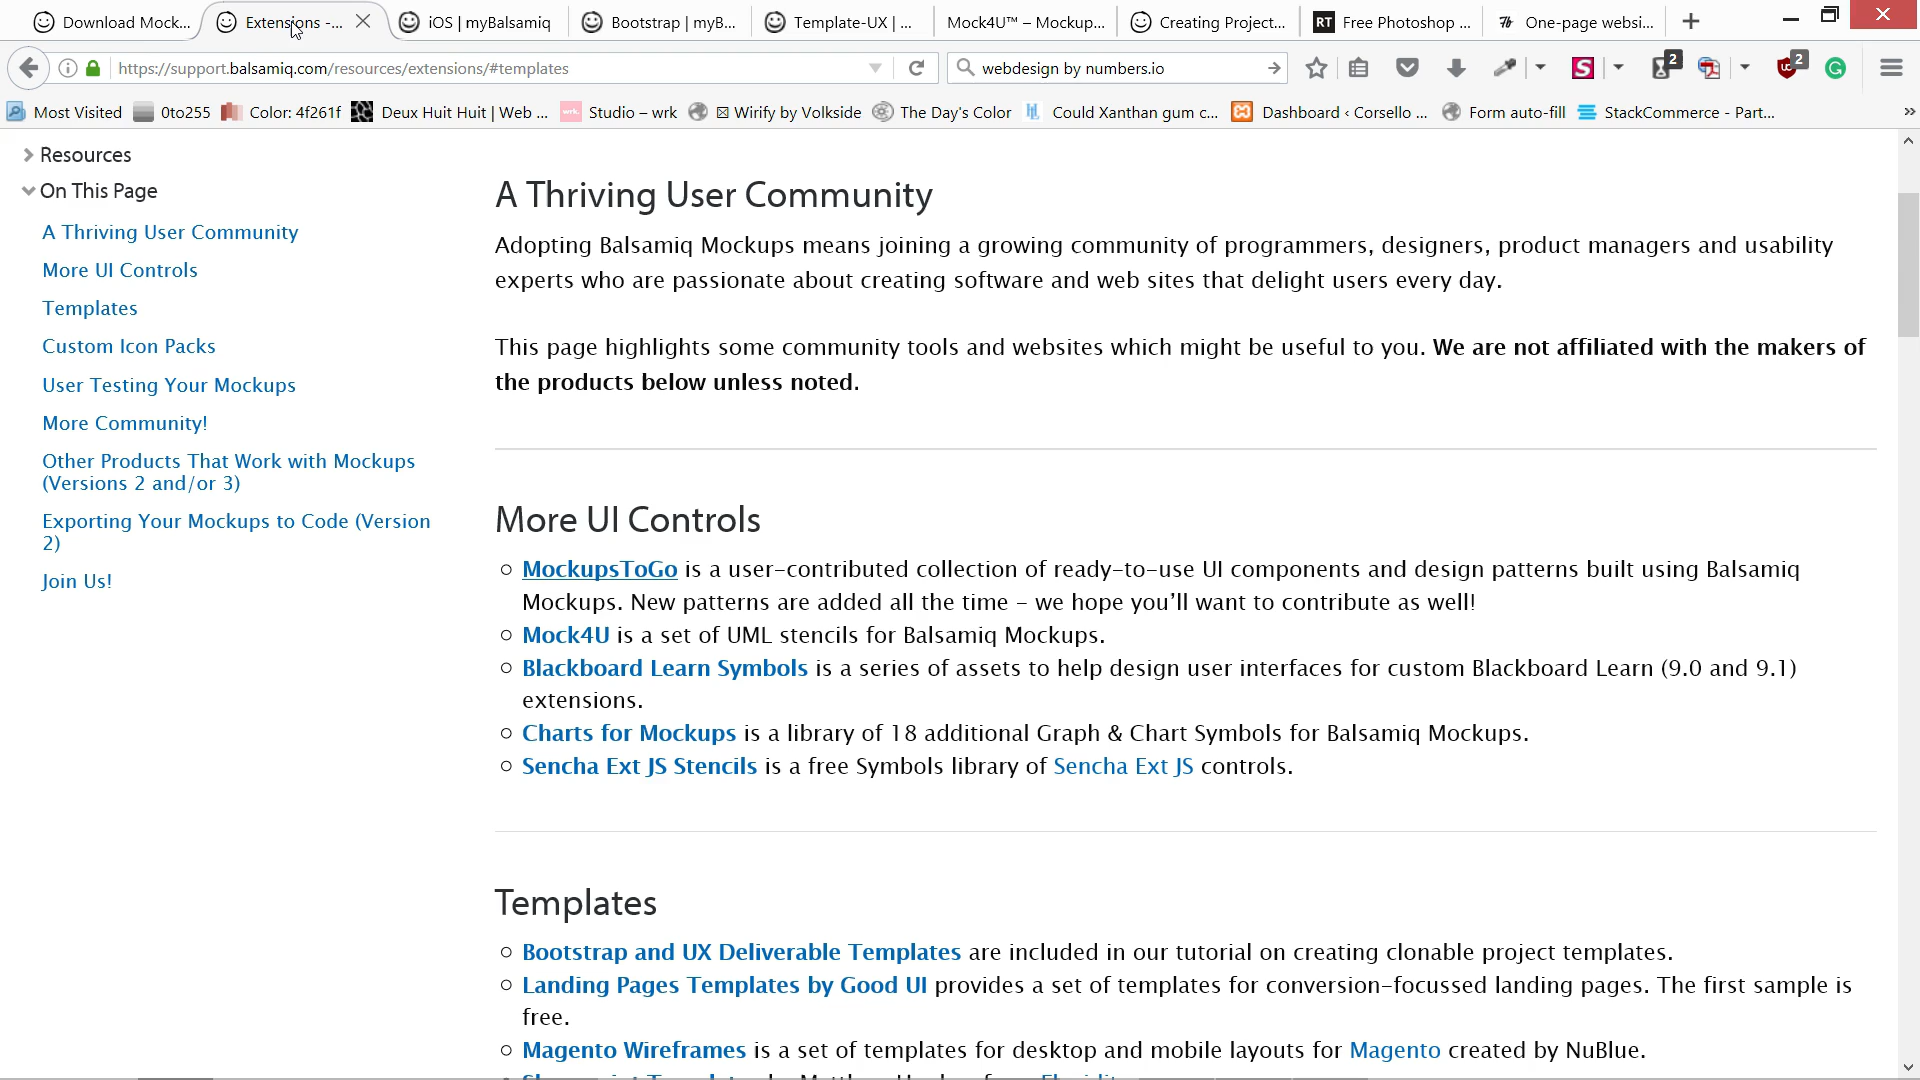 Download Mock...
Extensions -...
iOS | myBalsamiq
Bootstrap | myB...
Template-UX | ...
Mock4U™ – Mockup...
Creating Project...
RT Free Photoshop ...
One-page websi...
https://support.balsamiq.com/resources/extensions/#templates
webdesign by numbers.io
2
2
Most Visited
0to255
Color: 4f261f
Deux Huit Huit | Web ...
wrk Studio – wrk
Wirify by Volkside
The Day's Color
Could Xanthan gum c...
Dashboard ‹ Corsello ...
Form auto-fill
StackCommerce - Part...
Resources
On This Page
A Thriving User Community
More UI Controls
Templates
Custom Icon Packs
User Testing Your Mockups
More Community!
Other Products That Work with Mockups
(Versions 2 and/or 3)
Exporting Your Mockups to Code (Version
2)
Join Us!
A Thriving User Community
Adopting Balsamiq Mockups means joining a growing community of programmers, designers, product managers and usability
experts who are passionate about creating software and web sites that delight users every day.
This page highlights some community tools and websites which might be useful to you. We are not affiliated with the makers of
the products below unless noted.
More UI Controls
MockupsToGo is a user-contributed collection of ready-to-use UI components and design patterns built using Balsamiq
Mockups. New patterns are added all the time – we hope you’ll want to contribute as well!
Mock4U is a set of UML stencils for Balsamiq Mockups.
Blackboard Learn Symbols is a series of assets to help design user interfaces for custom Blackboard Learn (9.0 and 9.1)
extensions.
Charts for Mockups is a library of 18 additional Graph & Chart Symbols for Balsamiq Mockups.
Sencha Ext JS Stencils is a free Symbols library of Sencha Ext JS controls.
Templates
Bootstrap and UX Deliverable Templates are included in our tutorial on creating clonable project templates.
Landing Pages Templates by Good UI provides a set of templates for conversion-focussed landing pages. The first sample is
free.
Magento Wireframes is a set of templates for desktop and mobile layouts for Magento created by NuBlue.